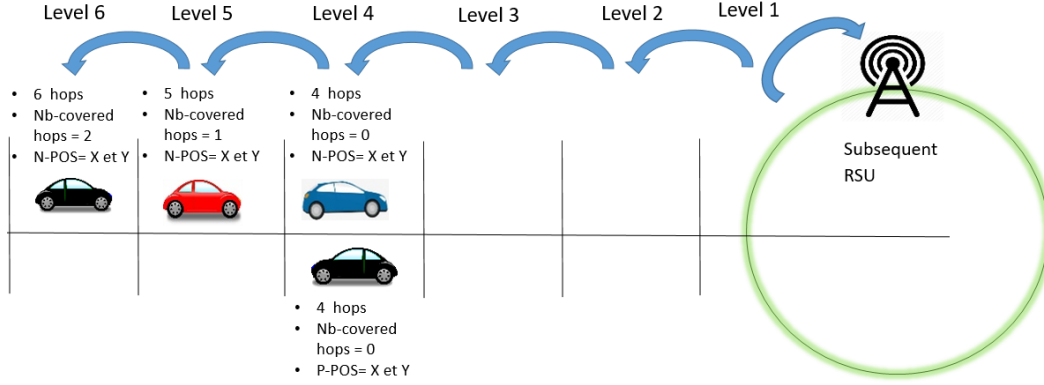 Level 6
Level 5
Level 4
Level 3
Level 2
Level 1
• 6 hops
• Nb-covered
hops = 2
• N-POS= X et Y
• 5 hops
• Nb-covered
hops = 1
• N-POS= X et Y
• 4 hops
• Nb-covered
hops = 0
• N-POS= X et Y
Subsequent
RSU
• 4 hops
• Nb-covered
hops = 0
• P-POS= X et Y